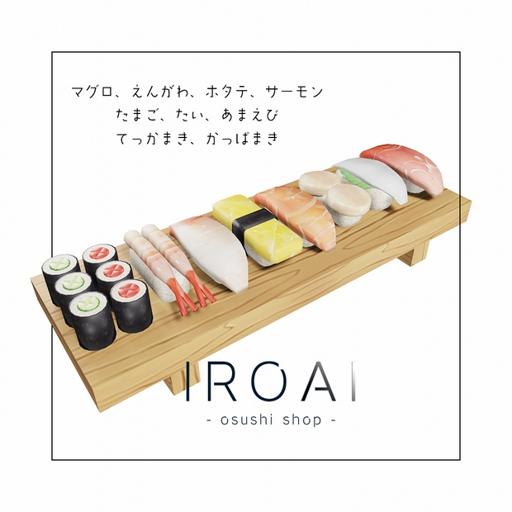 マグロ、えんがわ、ホタテ、サーモン
たまご、たい、あまえび
てっかまき、かっぱまき
IROAI
- osushi shop -